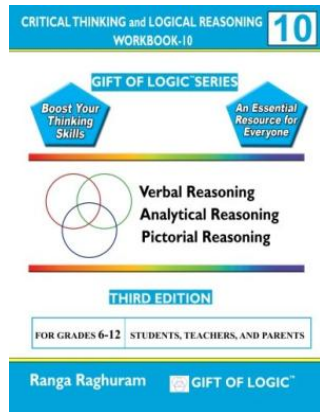 CRITICAL THINKING and LOGICAL REASONING
WORKBOOK-10
10
GIFT OF LOGIC™SERIES
Boost Your
Thinking
Skills
An Essential
Resource for
Everyone
Verbal Reasoning
Analytical Reasoning
Pictorial Reasoning
THIRD EDITION
FOR GRADES 6-12 STUDENTS, TEACHERS, AND PARENTS
Ranga Raghuram
GIFT OF LOGIC™